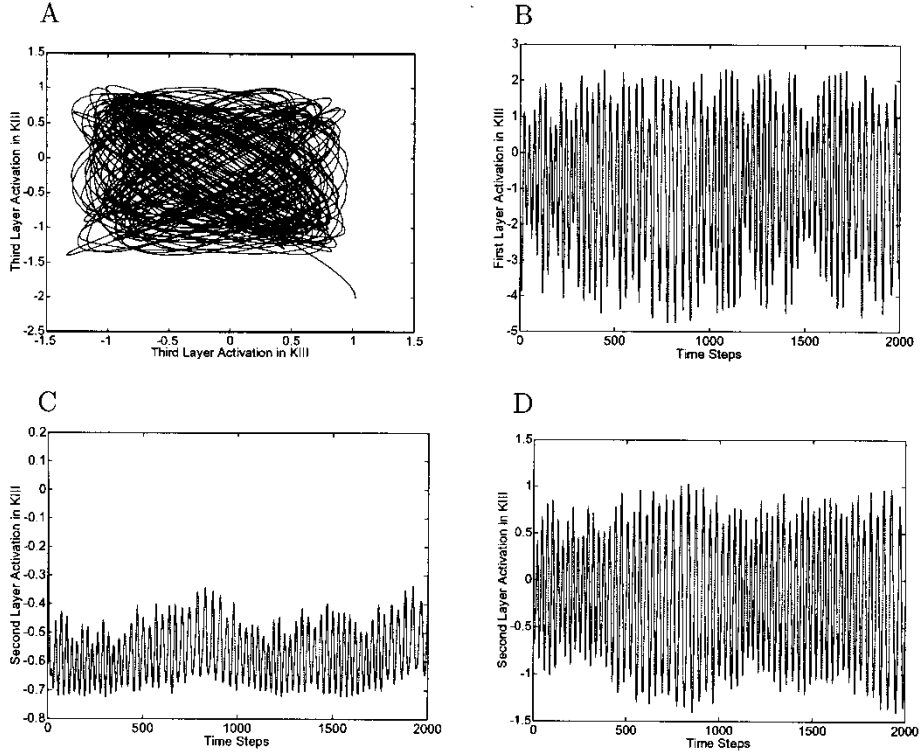 A
1.5
1
0.5
0
-0.5
-1
-1.5
-2
-2.5
-1.5 -1 -0.5 0 0.5 1 1.5
Third Layer Activation in KIII
Third Layer Activation in KIII
B
3
2
1
0
-1
-2
-3
-4
-5
0 500 1000 1500 2000
First Layer Activation in KIII
Time Steps
C
0.2
0.1
0
-0.1
-0.2
-0.3
-0.4
-0.5
-0.6
-0.7
-0.8
0 500 1000 1500 2000
Second Layer Activation in KIII
Time Steps
D
1.5
1
0.5
0
-0.5
-1
-1.5
0 500 1000 1500 2000
Second Layer Activation in KIII
Time Steps